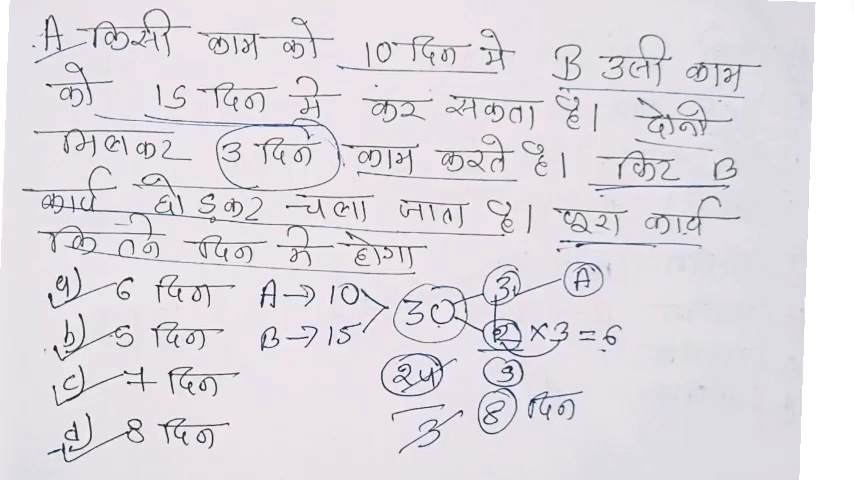 A किसी काम को 10 दिन मे B उसी काम
को 15 दिन मे कर सकता है। दोनो
मिलकर 3 दिन काम करते है। फिर B
कार्य छोड़कर चला जाता है। पूरा कार्य
कितने दिन मे होगा
a) 6 दिन A→10 30 3 A
b) 5 दिन B→15 2 × 3 = 6
c) 7 दिन 24 3
d) 8 दिन 3 8 दिन